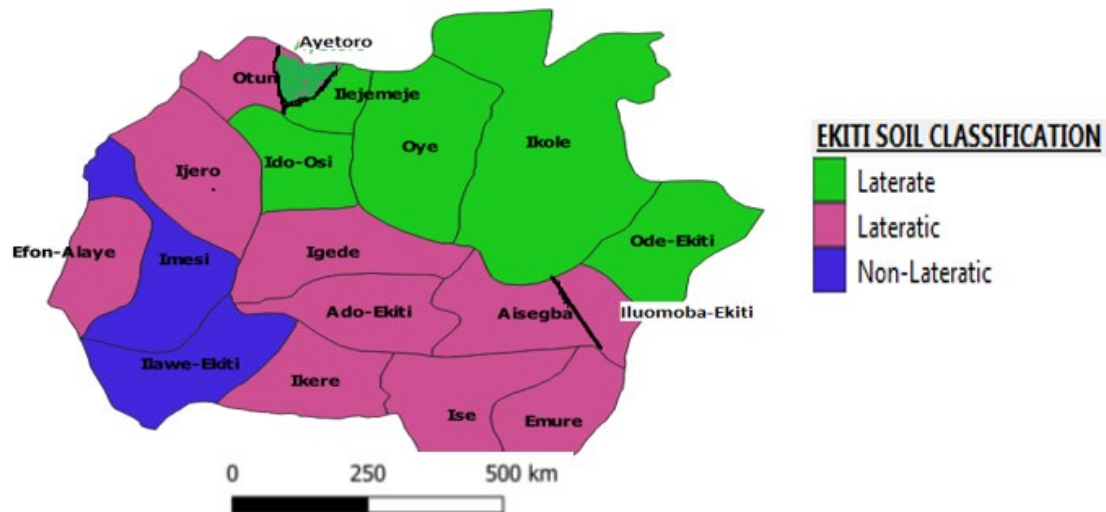 Ayetoro
Otun
Ilejemeje
Oye
Ikole
Ido-Osi
Ijero
Efon-Alaye
Imesi
Igede
Ode-Ekiti
Ado-Ekiti
Aisegba
Iluomoba-Ekiti
Ilawe-Ekiti
Ikere
Ise
Emure
EKITI SOIL CLASSIFICATION
Laterate
Lateratic
Non-Lateratic
0 250 500 km